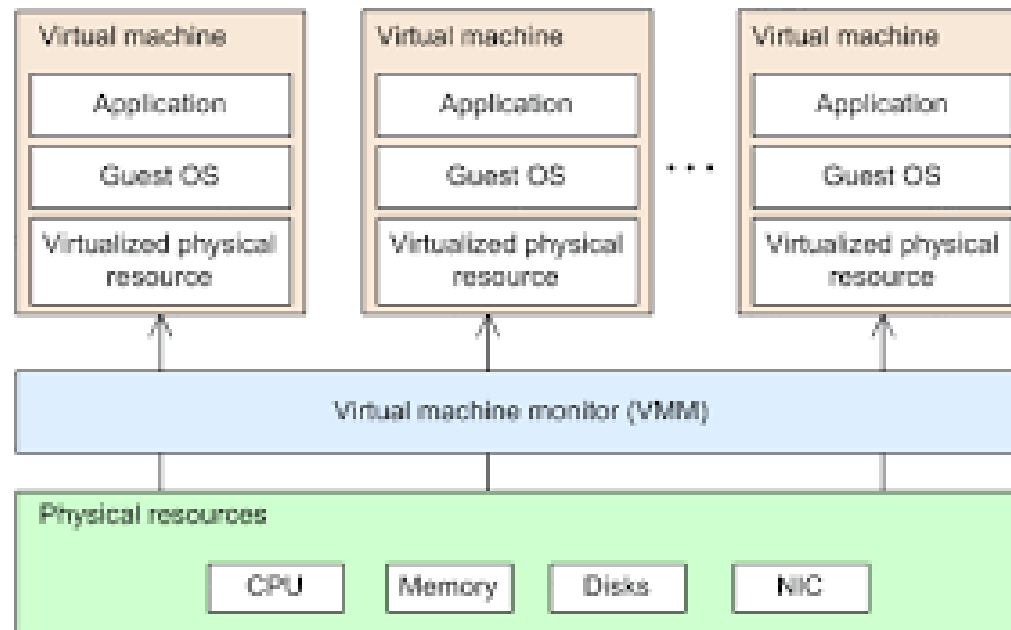 Virtual machine
Application
Guest OS
Virtualized physical
resource
Virtual machine
Application
Guest OS
Virtualized physical
resource
...
Virtual machine
Application
Guest OS
Virtualized physical
resource
Virtual machine monitor (VMM)
Physical resources
CPU
Memory
Disks
NIC